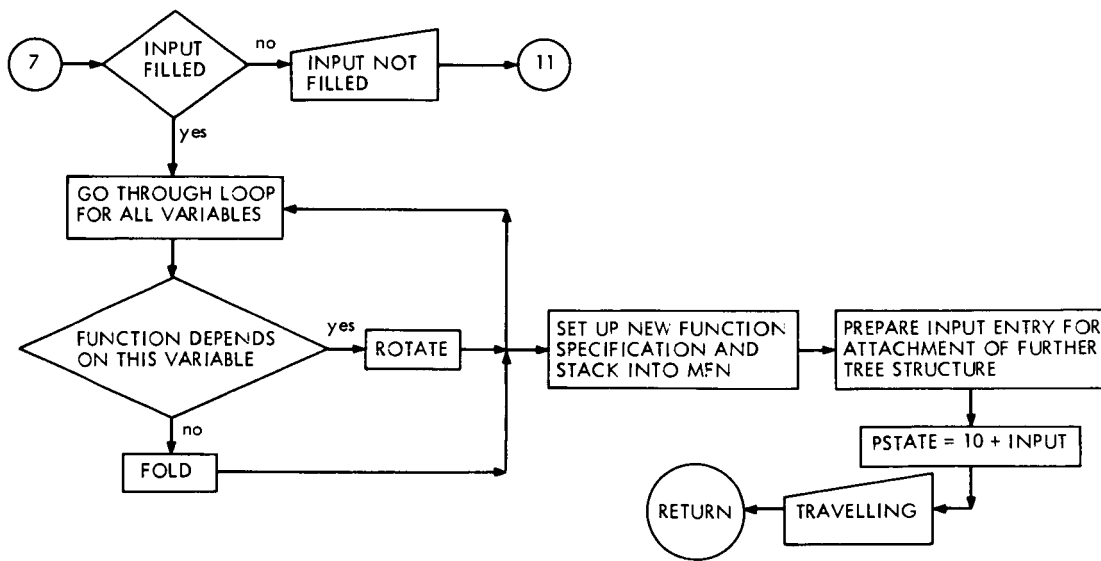 7
INPUT
FILLED
no
INPUT NOT
FILLED
11
yes
GO THROUGH LOOP
FOR ALL VARIABLES
FUNCTION DEPENDS
ON THIS VARIABLE
yes
ROTATE
no
FOLD
SET UP NEW FUNCTION
SPECIFICATION AND
STACK INTO MFN
PREPARE INPUT ENTRY FOR
ATTACHMENT OF FURTHER
TREE STRUCTURE
PSTATE = 10 + INPUT
TRAVELLING
RETURN